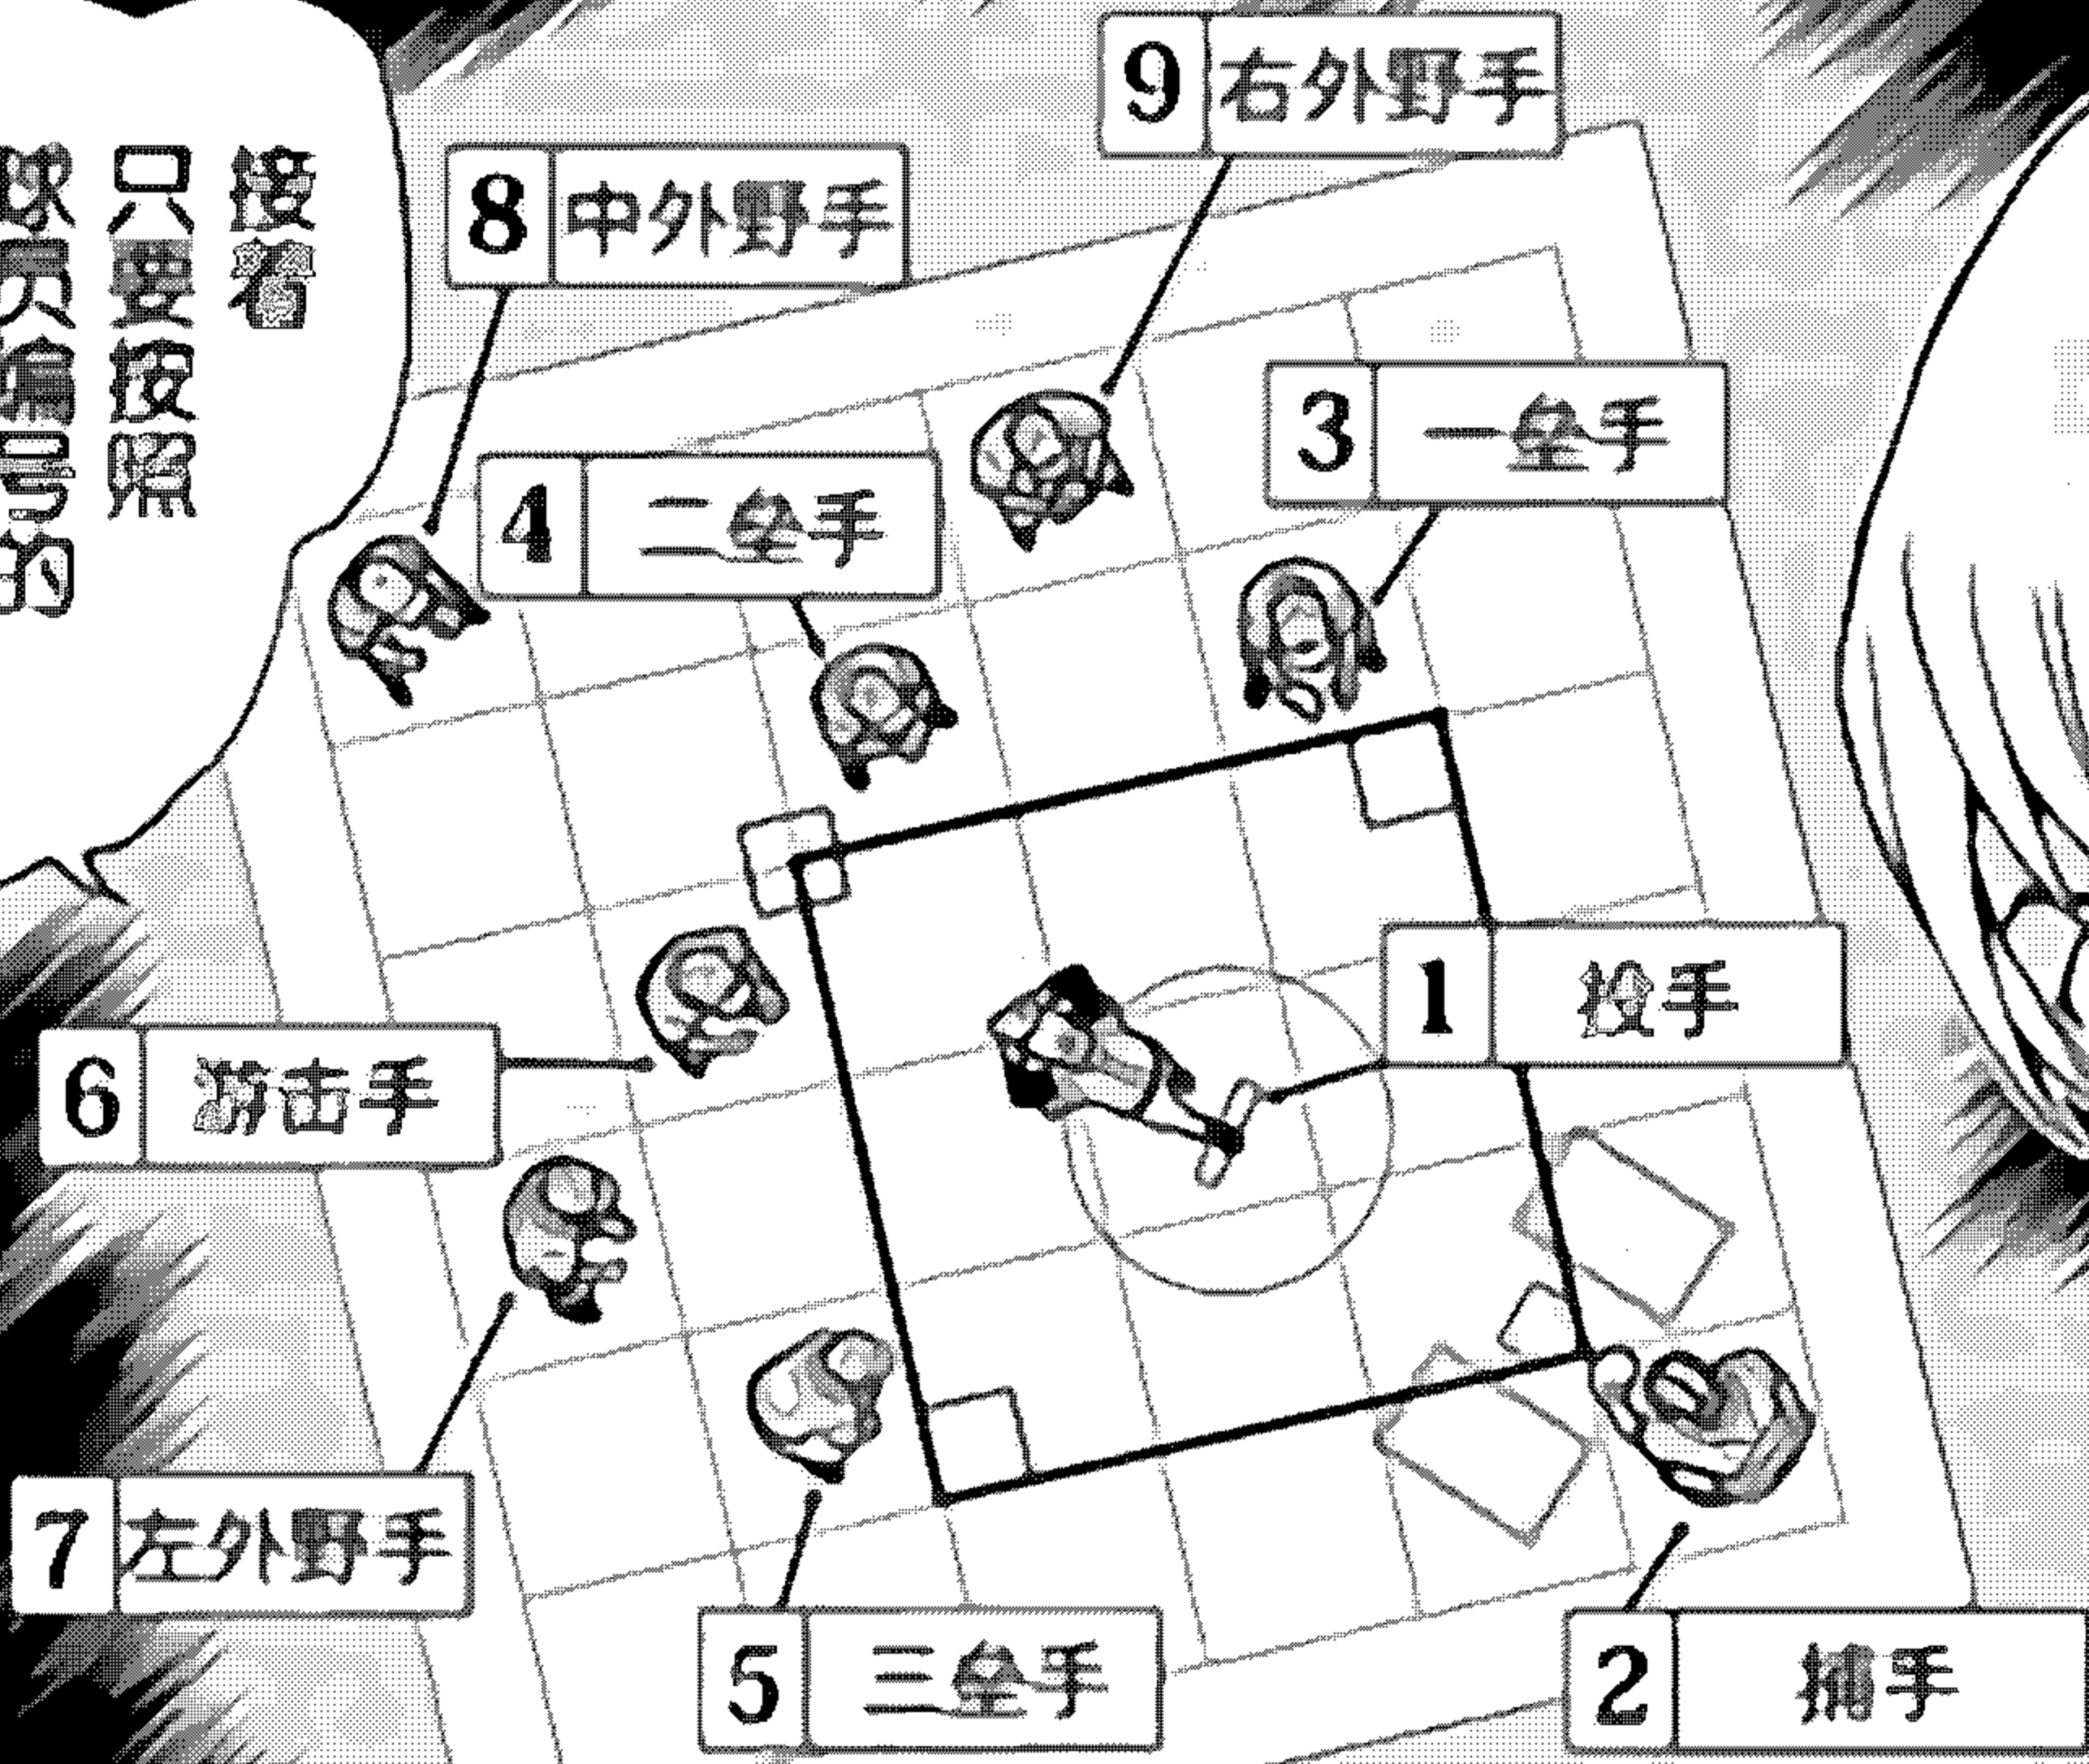 接着
只要按照
球员编号的
9 右外野手
8 中外野手
3 一垒手
4 二垒手
1 投手
6 游击手
7 左外野手
5 三垒手
2 捕手